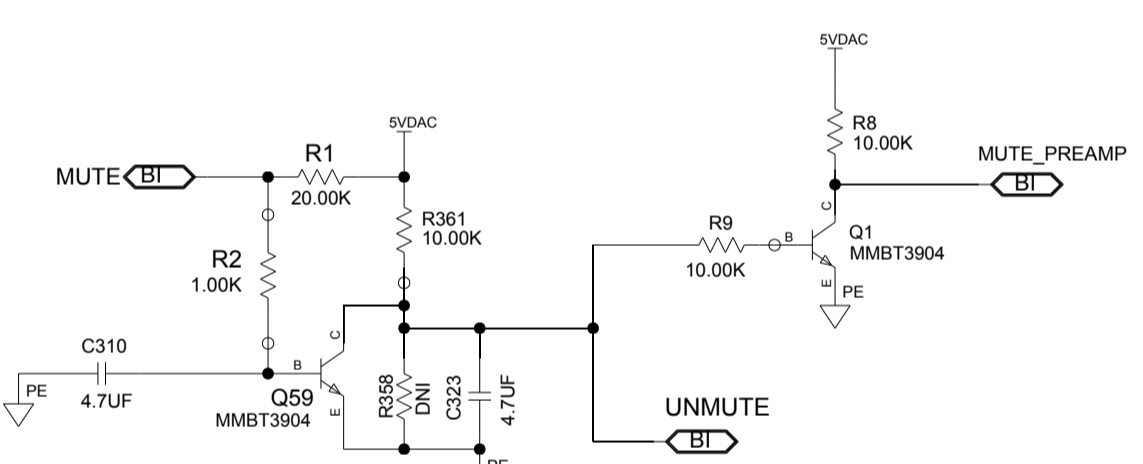 5VDAC
R8
10.00K
MUTE_PREAMP
BI
C
5VDAC
MUTE
BI
R1
20.00K
R361
10.00K
R2
1.00K
R9
10.00K
B
Q1
MMBT3904
E
PE
C310
4.7UF
PE
C
B
E
Q59
MMBT3904
R358
DNI
C323
4.7UF
UNMUTE
BI
PE